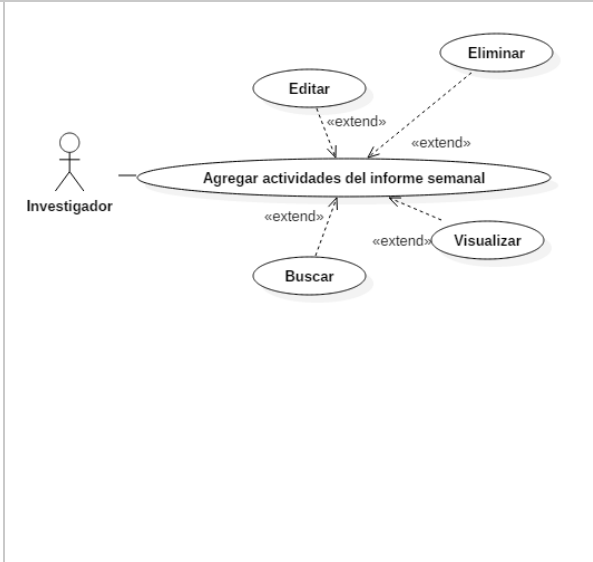 Eliminar
Editar
«extend»
«extend»
Agregar actividades del informe semanal
Investigador
«extend»
«extend»
Visualizar
Buscar